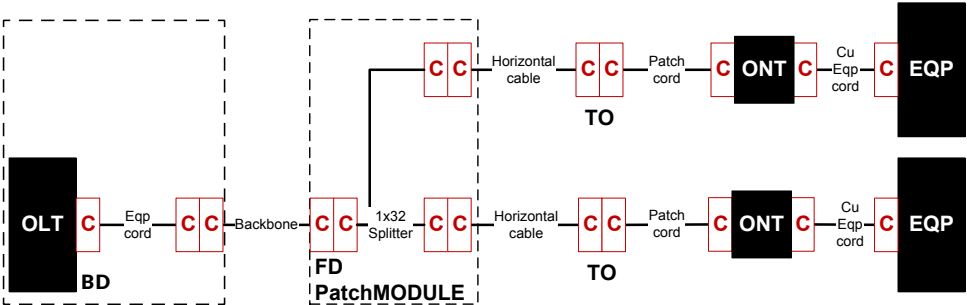 C C Horizontal cable C C Patch cord C ONT C Cu Eqp cord C EQP
TO
OLT C Eqp cord C C Backbone C C 1x32 Splitter C C Horizontal cable C C Patch cord C ONT C Cu Eqp cord C EQP
BD
FD
TO
PatchMODULE